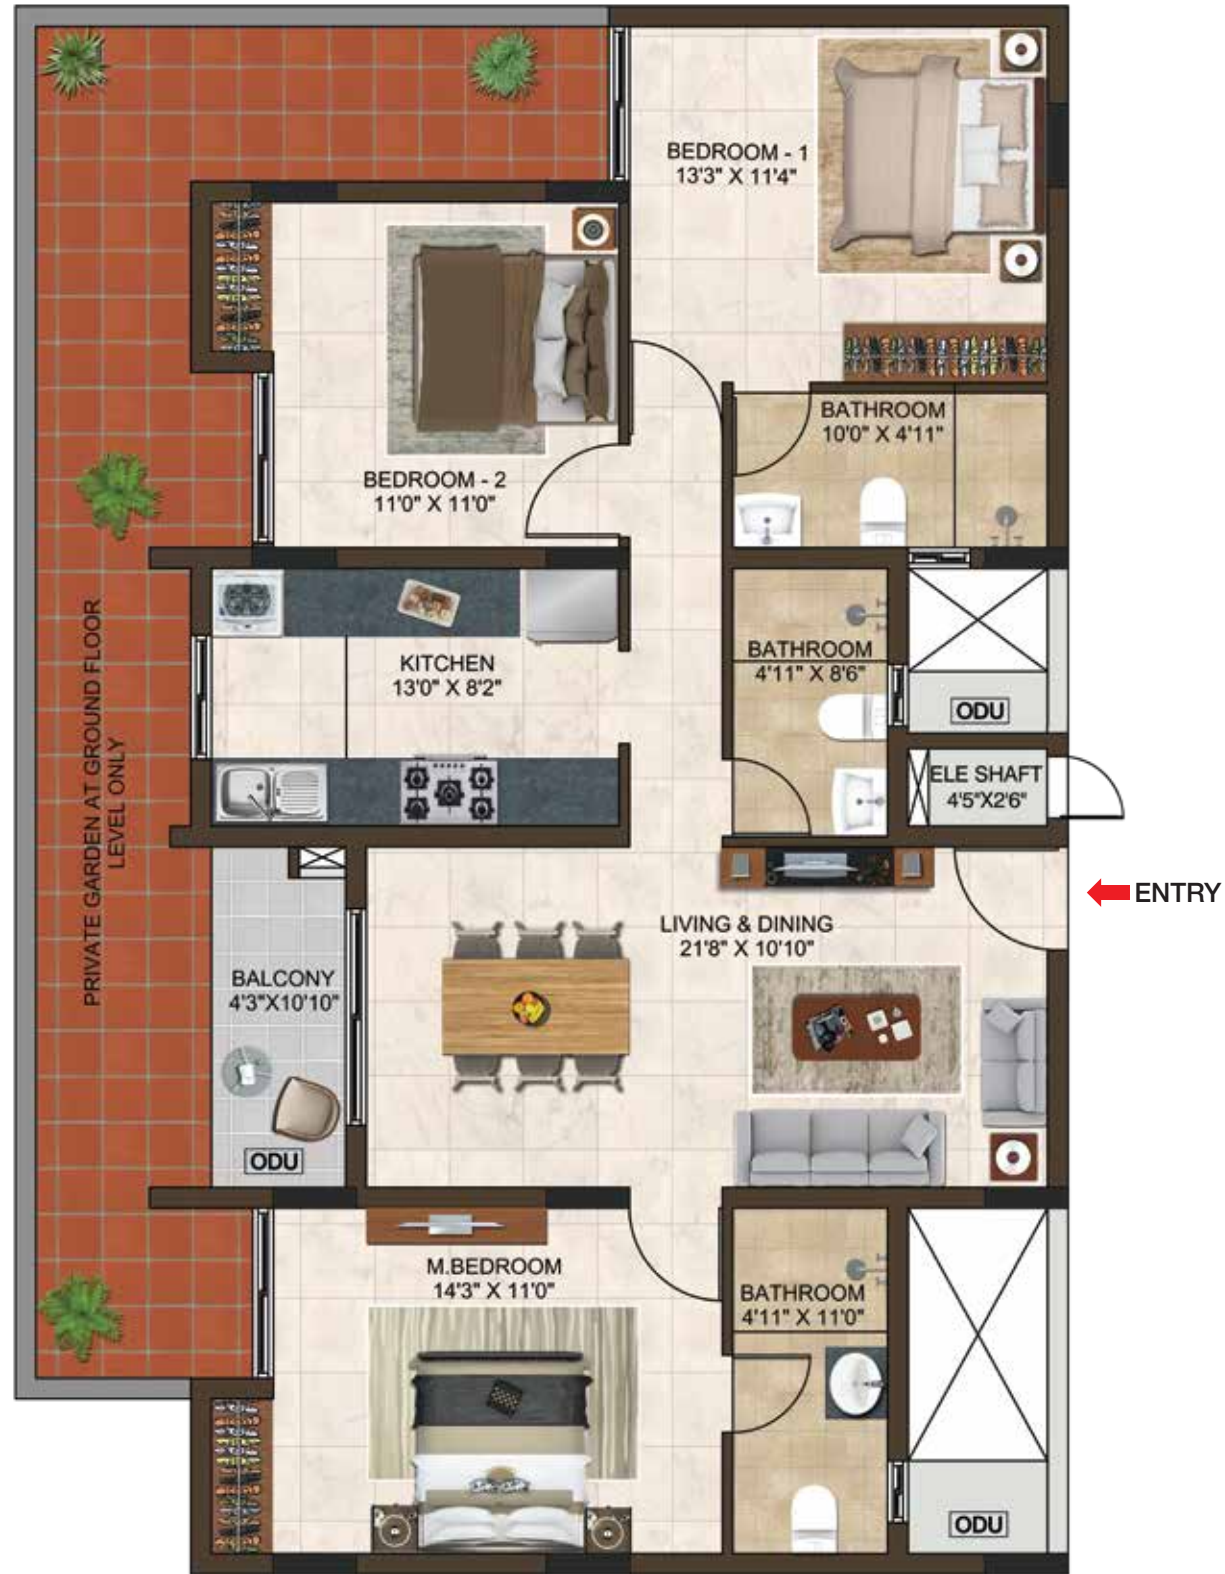 BEDROOM - 1
13'3" X 11'4"
BATHROOM
10'0" X 4'11"
BEDROOM - 2
11'0" X 11'0"
KITCHEN
13'0" X 8'2"
BATHROOM
4'11" X 8'6"
ODU
ELE SHAFT
4'5"X2'6"
PRIVATE GARDEN AT GROUND FLOOR
LEVEL ONLY
ENTRY
LIVING & DINING
21'8" X 10'10"
BALCONY
4'3"X10'10"
ODU
M.BEDROOM
14'3" X 11'0"
BATHROOM
4'11" X 11'0"
ODU